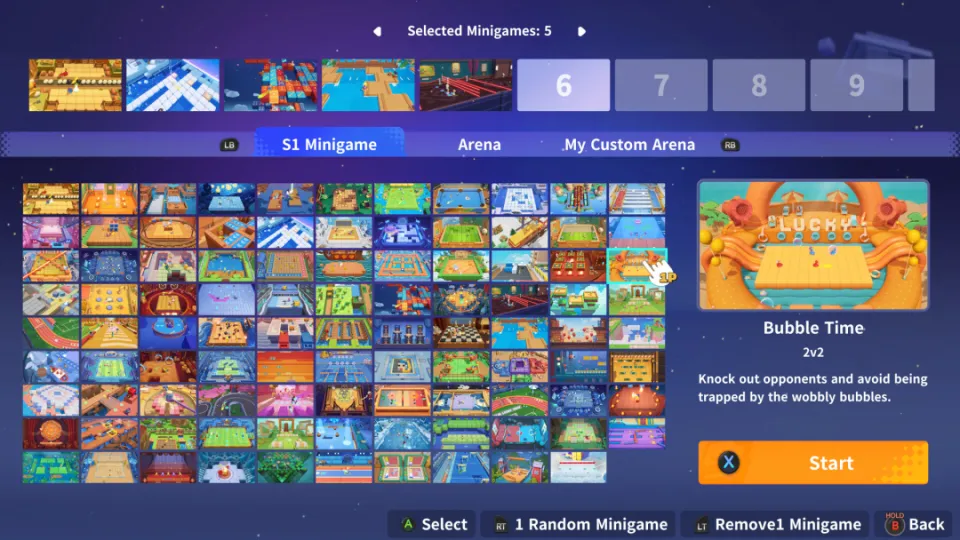 Selected Minigames: 5
6 7 8 9
LB S1 Minigame Arena My Custom Arena RB
LUCKY
1P
Bubble Time
2v2
Knock out opponents and avoid being
trapped by the wobbly bubbles.
X Start
HOLD
A Select RT 1 Random Minigame LT Remove1 Minigame B Back